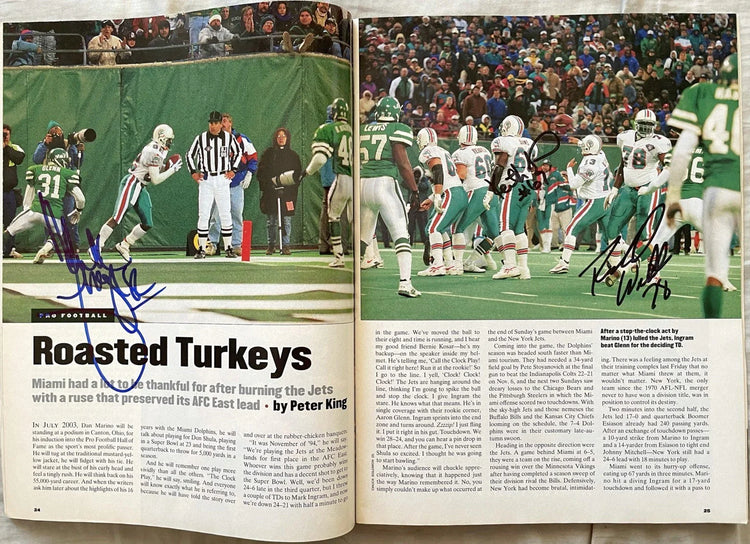 GLENN
31
4
PRO FOOTBALL
Roasted Turkeys
Miami had a lot to be thankful for after burning the Jets
with a ruse that preserved its AFC East lead • by Peter King
IN JULY 2003, Dan Marino will be
standing at a podium in Canton, Ohio, for
his induction into the Pro Football Hall of
Fame as the sport's most prolific passer.
He will tug at the traditional mustard-yel-
low jacket, he will fidget with his tie. He
will stare at the bust of his curly head and
feel a single rush. He will think back on his
55,000-yard career. And when the writers
ask him later about the highlights of his 16
years with the Miami Dolphins, he will
talk about playing for Don Shula, playing
in a Super Bowl at 23 and being the first
quarterback to throw for 5,000 yards in a
season.
And he will remember one play more
fondly than all the others. "The Clock
Play," he will say, smiling. And everyone
will know exactly what he is referring to,
because he will have told the story over
and over at the rubber-chicken banquets.
"It was November of '94," he will say.
"We're playing the Jets at the Meadow-
lands for first place in the AFC East.
Whoever wins this game probably wins
the division and has a decent shot to get to
the Super Bowl. Well, we'd been down
24–6 late in the third quarter, but I throw
a couple of TDs to Mark Ingram, and now
we're down 24–21 with half a minute to go
24
LEWIS
57
60
13
78
in the game. We've moved the ball to
their eight and time is running, and I hear
my good friend Bernie Kosar—he's my
backup—on the speaker inside my hel-
met. He's telling me, 'Call the Clock Play!
Call it right here! Run it at the rookie!' So
I go to the line. I yell, 'Clock! Clock!
Clock!' The Jets are hanging around the
line, thinking I'm going to spike the ball
and stop the clock. I give Ingram the
stare. He knows what that means. He's in
single coverage with their rookie corner,
Aaron Glenn. Ingram sprints into the end
zone and turns around. Zzzzip! I just fling
it. I put it right in his gut. Touchdown. We
win 28–24, and you can hear a pin drop in
that place. After the game, I've never seen
Shula so excited. I thought he was going
to start bawling."
Marino's audience will chuckle appre-
ciatively, knowing that it happened just
the way Marino remembered it. No, you
simply couldn't make up what occurred at
the end of Sunday's game between Miami
and the New York Jets.
Coming into the game, the Dolphins'
season was headed south faster than Mi-
ami tourism. They had needed a 34-yard
field goal by Pete Stoyanovich at the final
gun to beat the Indianapolis Colts 22–21
on Nov. 6, and the next two Sundays saw
dreary losses to the Chicago Bears and
the Pittsburgh Steelers in which the Mi-
ami offense scored two touchdowns. With
the sky-high Jets and those nemeses the
Buffalo Bills and the Kansas City Chiefs
looming on the schedule, the 7–4 Dol-
phins were in their customary late-au-
tumn swoon.
Heading in the opposite direction were
the Jets. A game behind Miami at 6–5,
they were a team on the rise, coming off a
rousing win over the Minnesota Vikings
after having completed a season sweep of
their division rival the Bills. Defensively,
New York had become brutal, intimidat-
After a stop-the-clock act by
Marino (13) lulled the Jets, Ingram
beat Glenn for the deciding TD.
ing. There was a feeling among the Jets at
their training complex last Friday that no
matter what Miami threw at them, it
wouldn't matter. New York, the only
team since the 1970 AFL-NFL merger
never to have won a division title, was in
position to control its destiny.
Two minutes into the second half, the
Jets led 17–0 and quarterback Boomer
Esiason already had 240 passing yards.
After an exchange of touchdown passes—
a 10-yard strike from Marino to Ingram
and a 14-yarder from Esiason to tight end
Johnny Mitchell—New York still had a
24–6 lead with 18 minutes to play.
Miami went to its hurry-up offense,
eating up 67 yards in three minutes. Mari-
no hit a diving Ingram for a 17-yard
touchdown and followed it with a pass to
25